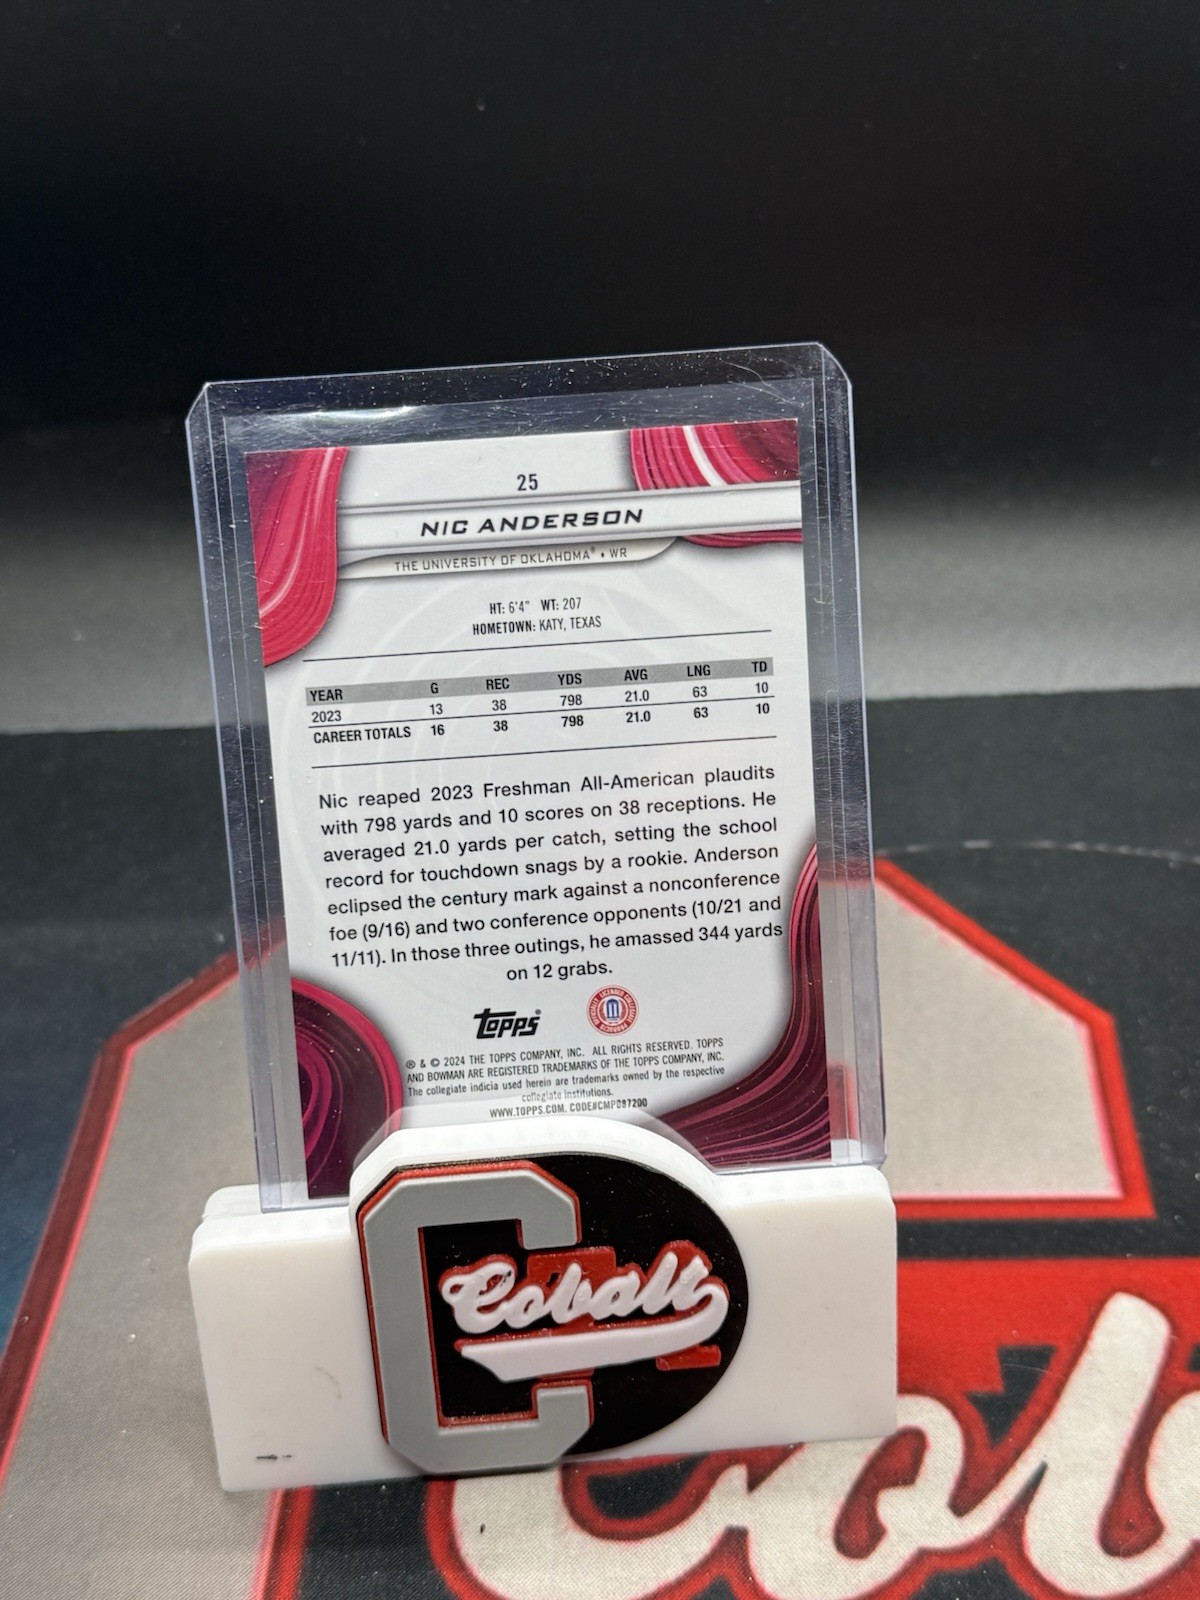 25
NIC ANDERSON
THE UNIVERSITY OF OKLAHOMA® • WR
HT: 6'4" WT: 207
HOMETOWN: KATY, TEXAS
YEAR G REC YDS AVG LNG TD
2023 13 38 798 21.0 63 10
CAREER TOTALS 16 38 798 21.0 63 10
Nic reaped 2023 Freshman All-American plaudits
with 798 yards and 10 scores on 38 receptions. He
averaged 21.0 yards per catch, setting the school
record for touchdown snags by a rookie. Anderson
eclipsed the century mark against a nonconference
foe (9/16) and two conference opponents (10/21 and
11/11). In those three outings, he amassed 344 yards
on 12 grabs.
Topps®
OFFICIALLY LICENSED COLLEGIATE PRODUCTS
® & © 2024 THE TOPPS COMPANY, INC. ALL RIGHTS RESERVED. TOPPS
AND BOWMAN ARE REGISTERED TRADEMARKS OF THE TOPPS COMPANY, INC.
The collegiate indicia used herein are trademarks owned by the respective
collegiate institutions.
WWW.TOPPS.COM. CODE#CMP087200
C
Cobalt